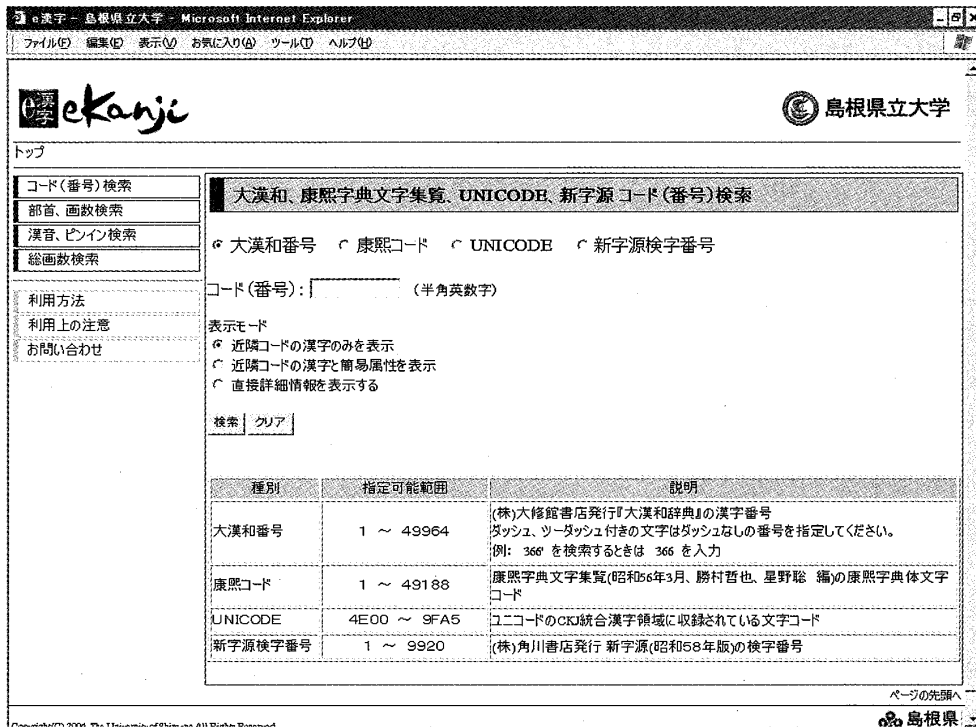 e漢字 - 島根県立大学 - Microsoft Internet Explorer
ファイル(F) 編集(E) 表示(V) お気に入り(A) ツール(T) ヘルプ(H)
e漢字 ekanji
島根県立大学
トップ
コード(番号)検索
部首、画数検索
漢音、ピンイン検索
総画数検索
利用方法
利用上の注意
お問い合わせ
大漢和、康熙字典文字集覧、UNICODE、新字源 コード(番号)検索
大漢和番号 康熙コード UNICODE 新字源検字番号
コード(番号): (半角英数字)
表示モード
近隣コードの漢字のみを表示
近隣コードの漢字と簡易属性を表示
直接詳細情報を表示する
検索 クリア
種別 指定可能範囲 説明
大漢和番号 1 ～ 49964 (株)大修館書店発行『大漢和辞典』の漢字番号
ダッシュ、ツーダッシュ付きの文字はダッシュなしの番号を指定してください。
例: 366' を検索するときは 366 を入力
康熙コード 1 ～ 49188 康熙字典文字集覧(昭和56年3月、勝村哲也、星野聡 編)の康熙字典体文字
コード
UNICODE 4E00 ～ 9FA5 ユニコードのCKJ統合漢字領域に収録されている文字コード
新字源検字番号 1 ～ 9920 (株)角川書店発行 新字源(昭和58年版)の検字番号
ページの先頭へ
Copyright(C) 2004 The University of Shimane All Rights Reserved.
島根県